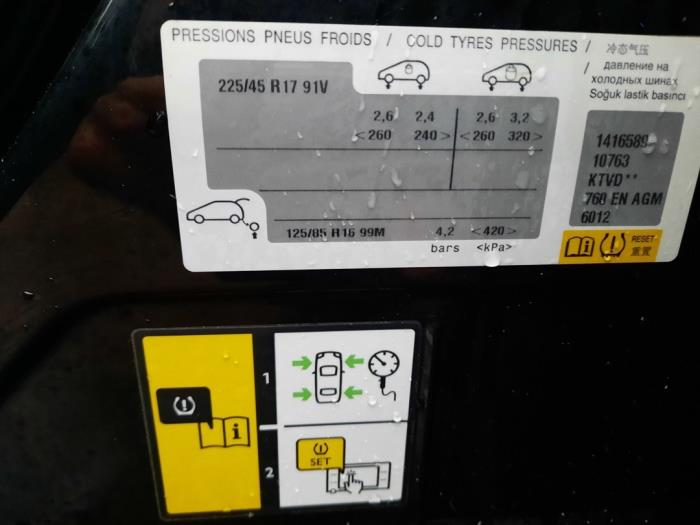 PRESSIONS PNEUS FROIDS / COLD TYRES PRESSURES / 冷态气压
/ давление на
холодных шинах
Soğuk lastik basıncı
225/45 R17 91V
2,6 2,4 2,6 3,2
<260 240> <260 320>
125/85 R16 99M 4,2 <420>
bars <kPa>
1416589
10763
KTVD**
760 EN AGM
6012
i RESET
重置
1
i
2
SET